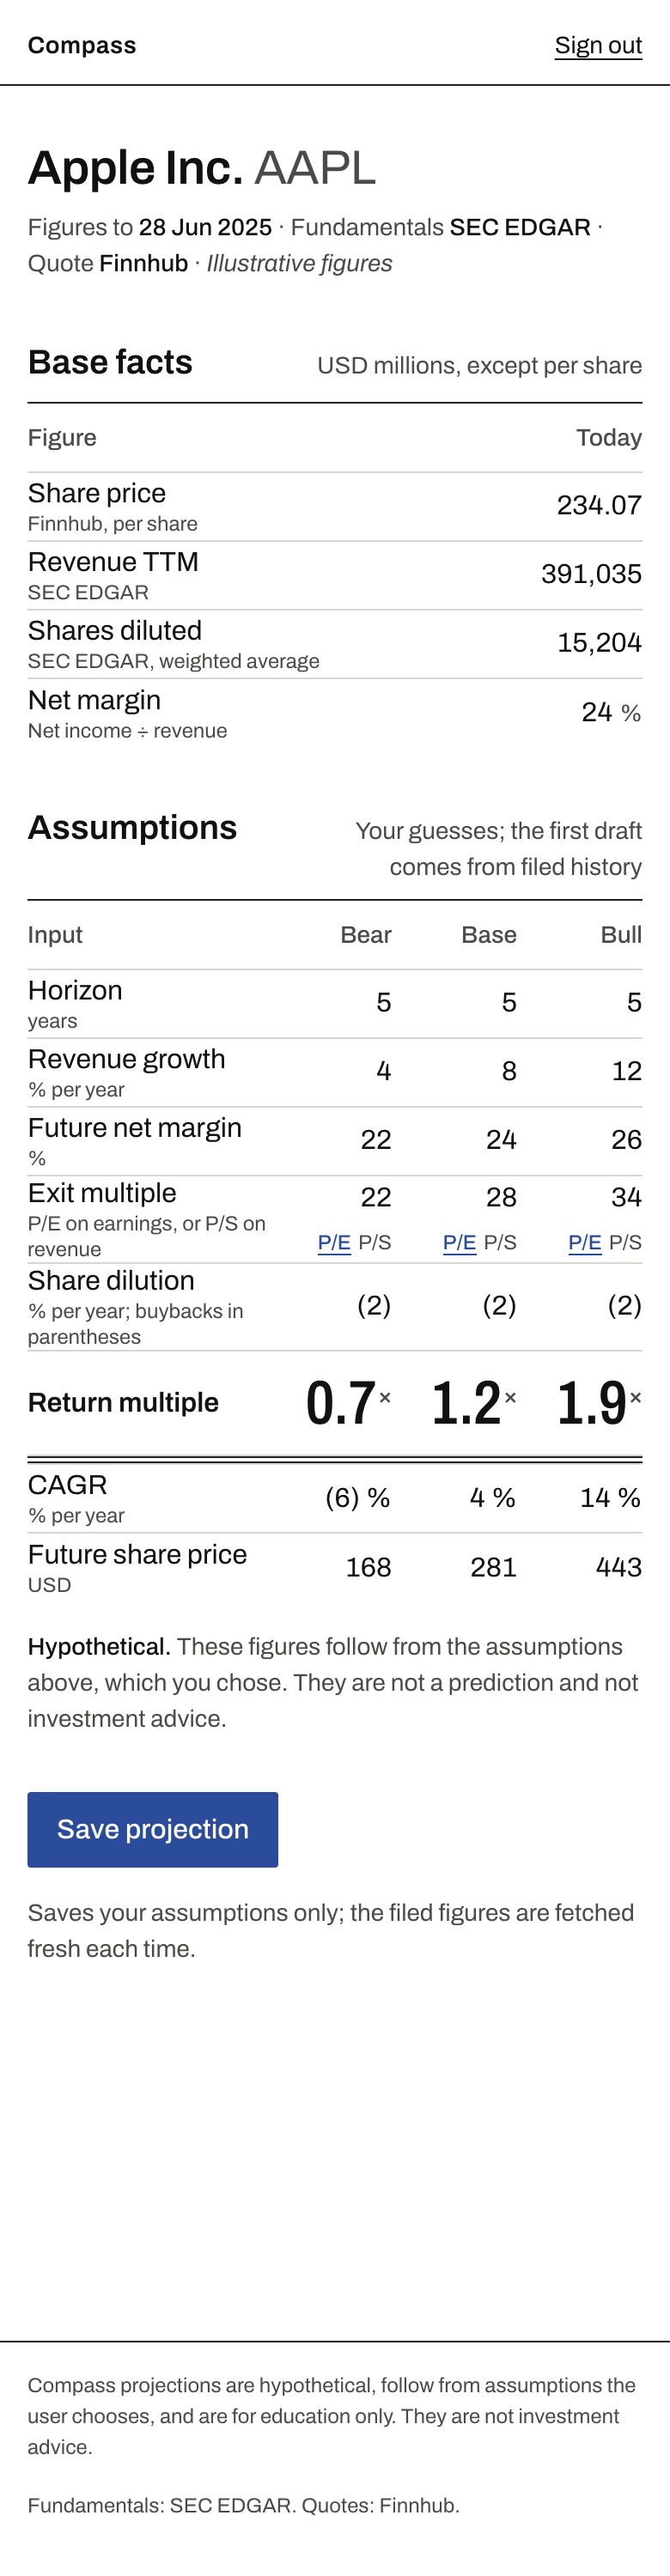 Compass Sign out
Apple Inc. AAPL
Figures to 28 Jun 2025 · Fundamentals SEC EDGAR ·
Quote Finnhub · Illustrative figures
Base facts USD millions, except per share
Figure Today
Share price 234.07
Finnhub, per share
Revenue TTM 391,035
SEC EDGAR
Shares diluted 15,204
SEC EDGAR, weighted average
Net margin 24 %
Net income ÷ revenue
Assumptions Your guesses; the first draft
comes from filed history
Input Bear Base Bull
Horizon 5 5 5
years
Revenue growth 4 8 12
% per year
Future net margin 22 24 26
%
Exit multiple 22 28 34
P/E on earnings, or P/S on
revenue P/E P/S P/E P/S P/E P/S
Share dilution (2) (2) (2)
% per year; buybacks in
parentheses
Return multiple 0.7× 1.2× 1.9×
CAGR (6) % 4 % 14 %
% per year
Future share price 168 281 443
USD
Hypothetical. These figures follow from the assumptions
above, which you chose. They are not a prediction and not
investment advice.
Save projection
Saves your assumptions only; the filed figures are fetched
fresh each time.
Compass projections are hypothetical, follow from assumptions the
user chooses, and are for education only. They are not investment
advice.
Fundamentals: SEC EDGAR. Quotes: Finnhub.